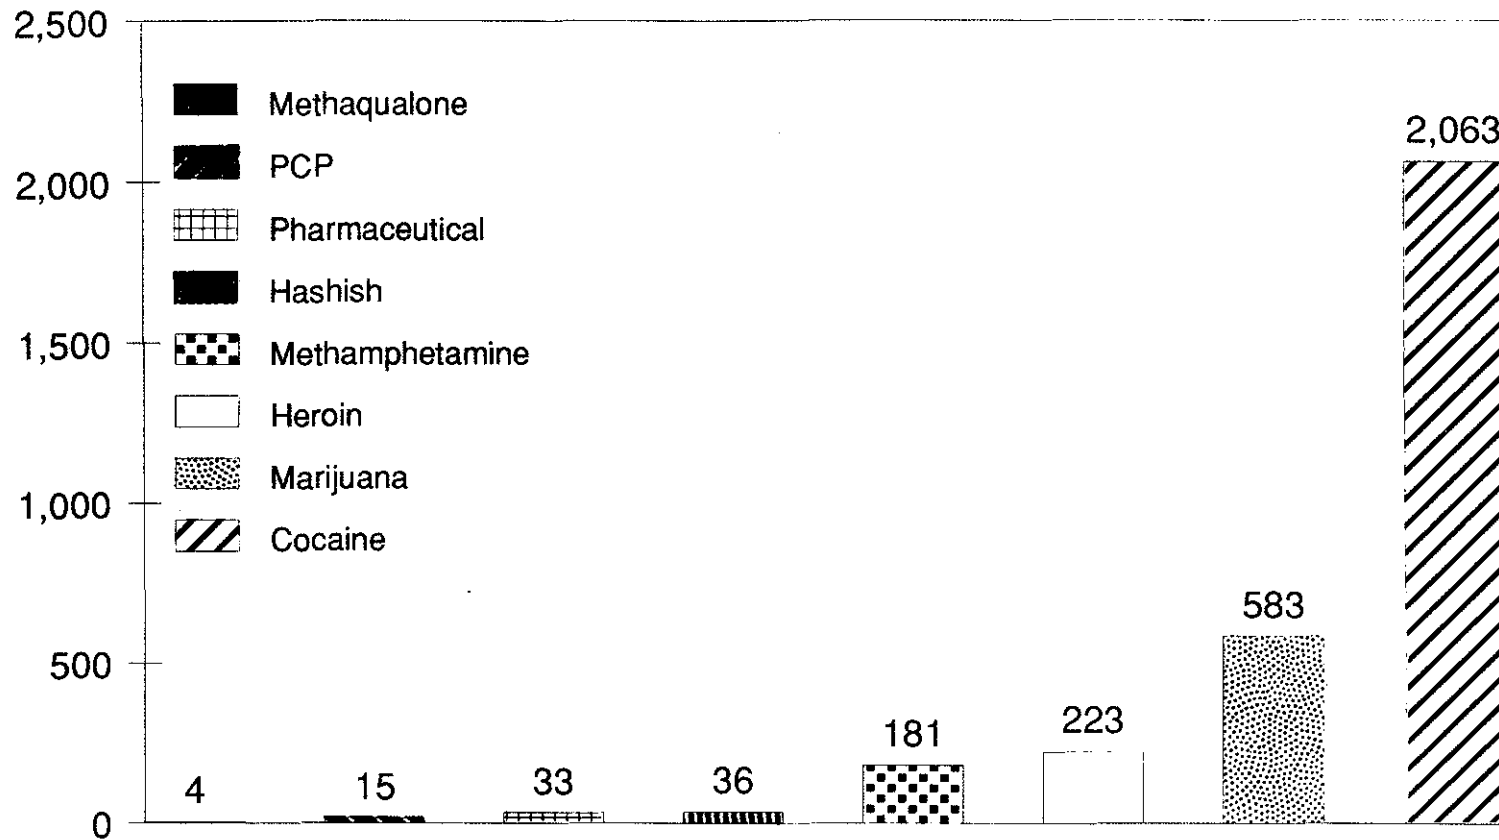 2,500
Methaqualone
2,063
PCP
2,000
Pharmaceutical
Hashish
1,500
Methamphetamine
Heroin
Marijuana
1,000
Cocaine
583
500
223
181
36
33
15
4
0